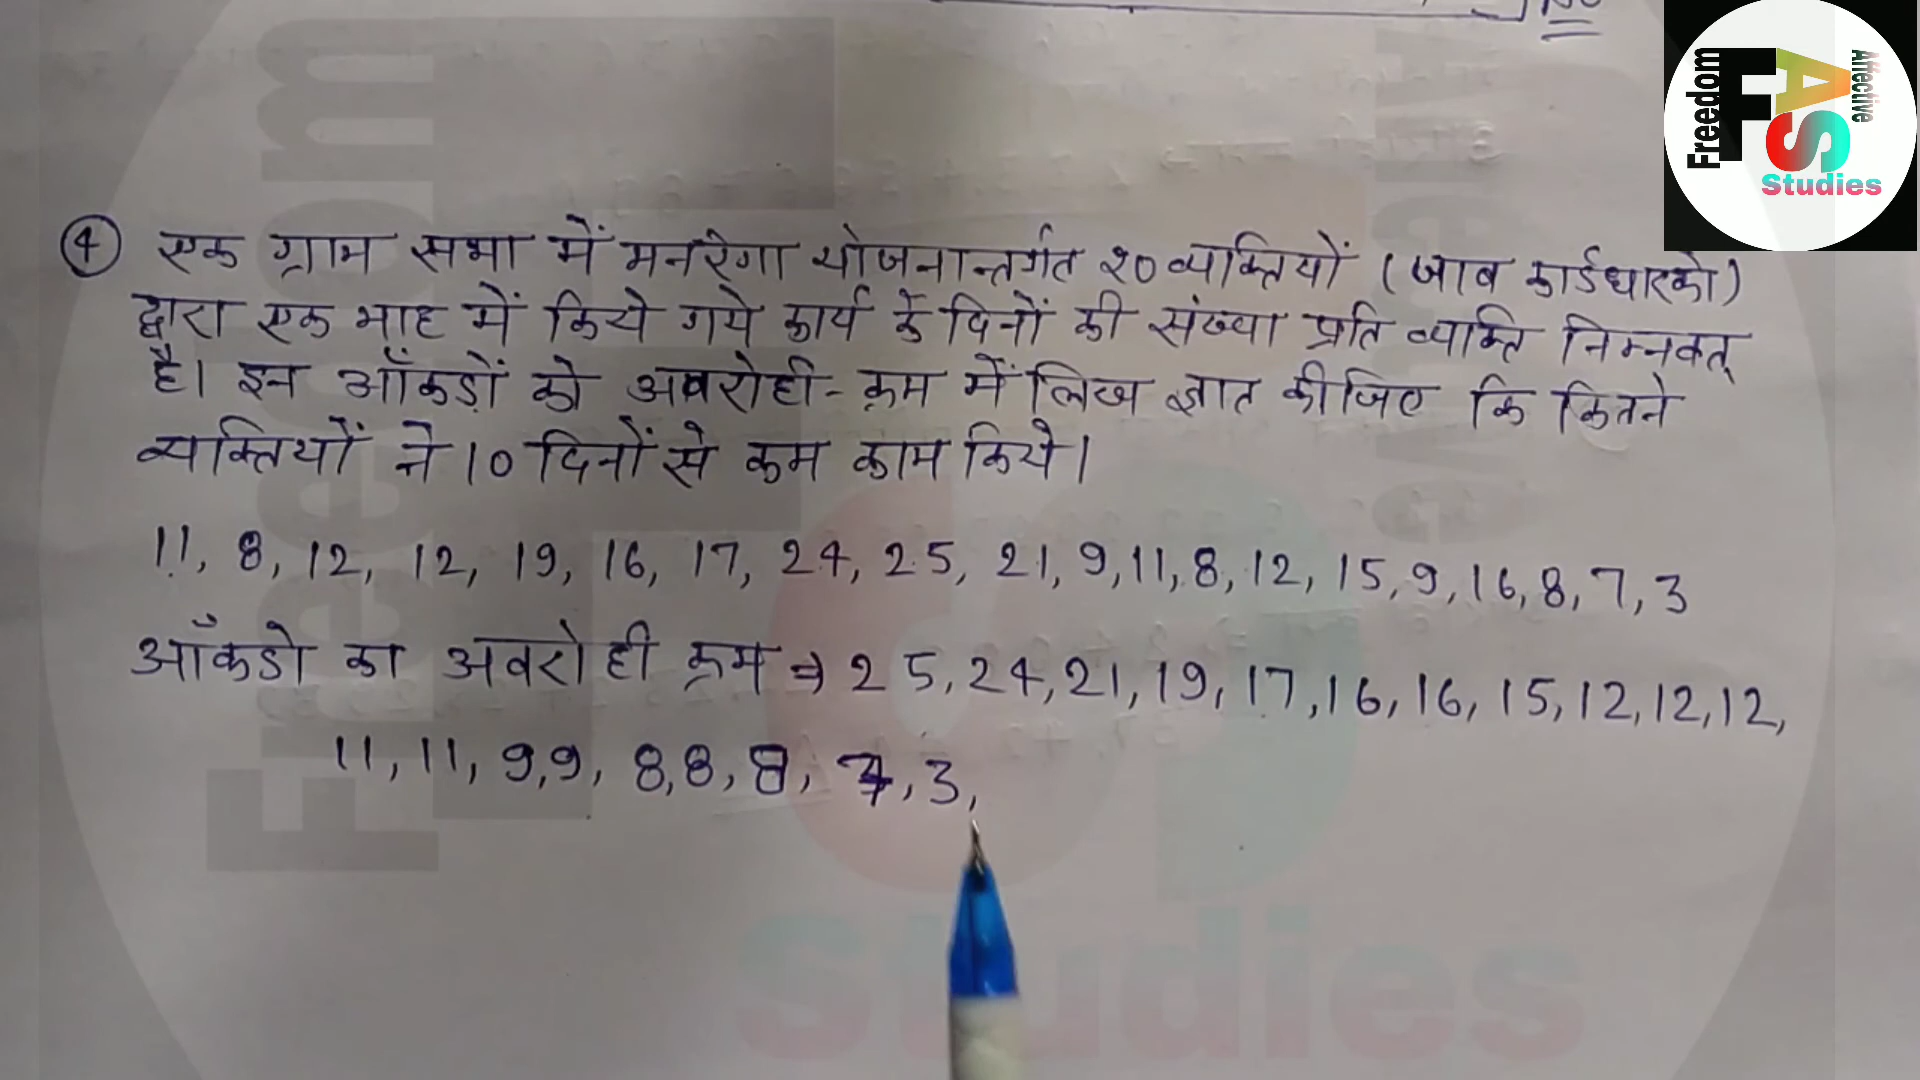 Freedom
FAS
Affective
Studies
④ एक ग्राम सभा में मनरेगा योजनान्तर्गत २० व्यक्तियों (जाब कार्डधारको)
द्वारा एक माह में किये गये कार्य के दिनों की संख्या प्रति व्यक्ति निम्नवत्
है। इन आँकड़ों को अवरोही-क्रम में लिख ज्ञात कीजिए कि कितने
व्यक्तियों ने 10 दिनों से कम काम किये।
11, 8, 12, 12, 19, 16, 17, 24, 25, 21, 9, 11, 8, 12, 15, 9, 16, 8, 7, 3
आँकडो का अवरोही क्रम ⇒ 25, 24, 21, 19, 17, 16, 16, 15, 12, 12, 12,
11, 11, 9, 9, 8, 8, 8, 7, 3,